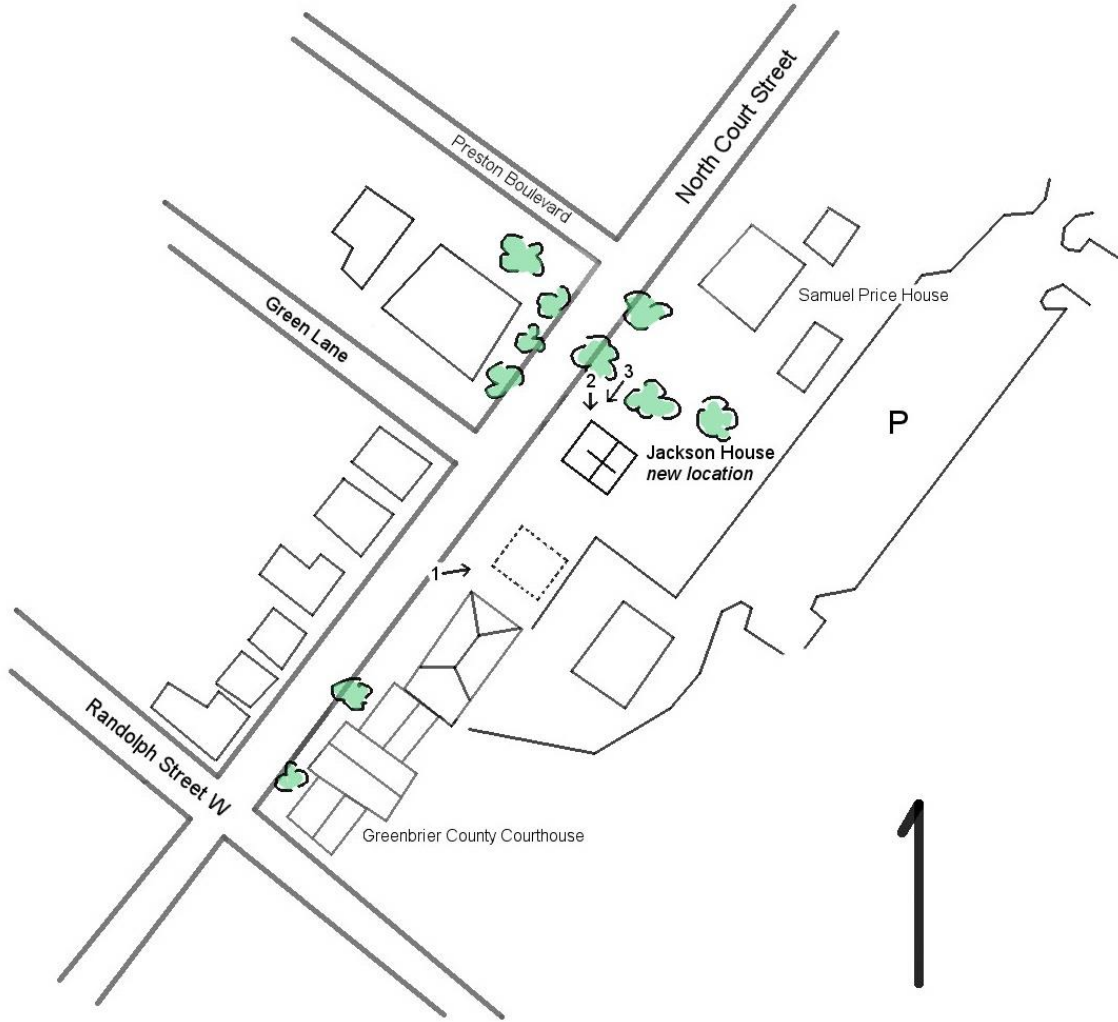 North Court Street
Preston Boulevard
Samuel Price House
Green Lane
3
2
P
Jackson House
new location
1
Randolph Street W
Greenbrier County Courthouse